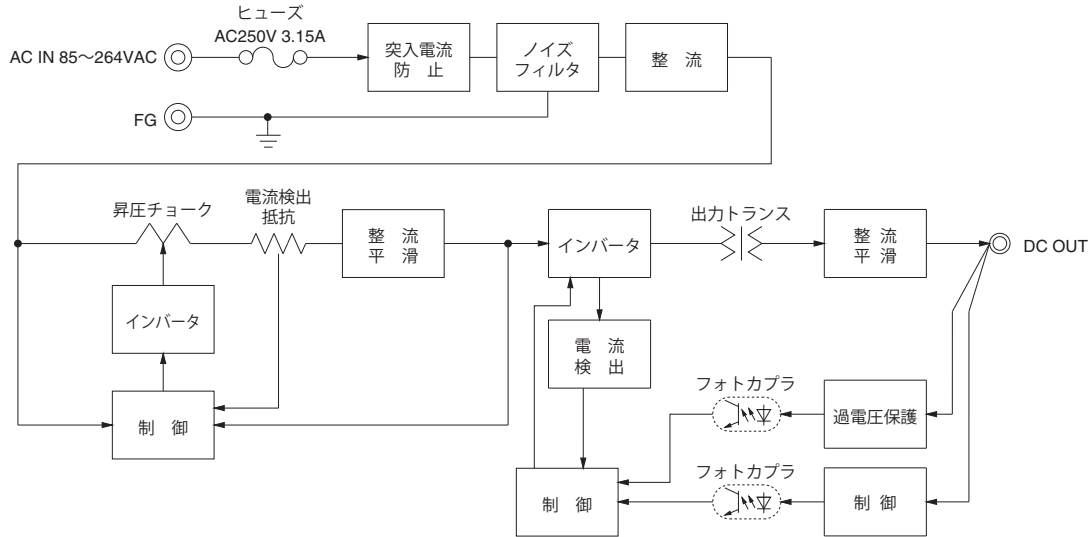 ヒューズ
AC250V 3.15A
AC IN 85～264VAC
突入電流
防 止
ノイズ
フィルタ
整 流
FG
昇圧チョーク
電流検出
抵抗
整 流
平 滑
インバータ
出力トランス
整 流
平 滑
DC OUT
インバータ
電 流
検 出
制 御
フォトカプラ
過電圧保護
フォトカプラ
制 御
制 御